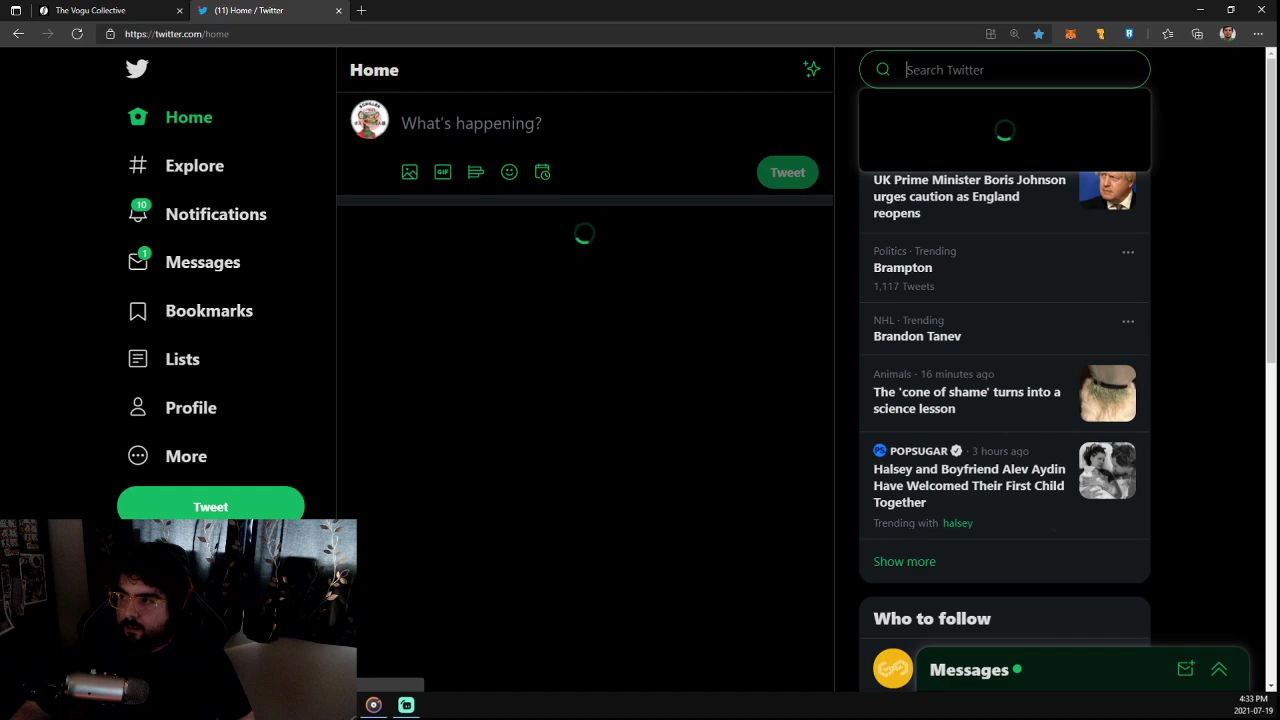 The Vogu Collective
(11) Home / Twitter
https://twitter.com/home
Home
Search Twitter
Home
What's happening?
Explore
GIF
Tweet
10
Notifications
1
Messages
Bookmarks
Lists
Profile
More
Tweet
UK Prime Minister Boris Johnson
urges caution as England
reopens
Politics · Trending
Brampton
1,117 Tweets
NHL · Trending
Brandon Tanev
Animals · 16 minutes ago
The 'cone of shame' turns into a
science lesson
POPSUGAR · 3 hours ago
Halsey and Boyfriend Alev Aydin
Have Welcomed Their First Child
Together
Trending with halsey
Show more
Who to follow
Messages
4:33 PM
2021-07-19